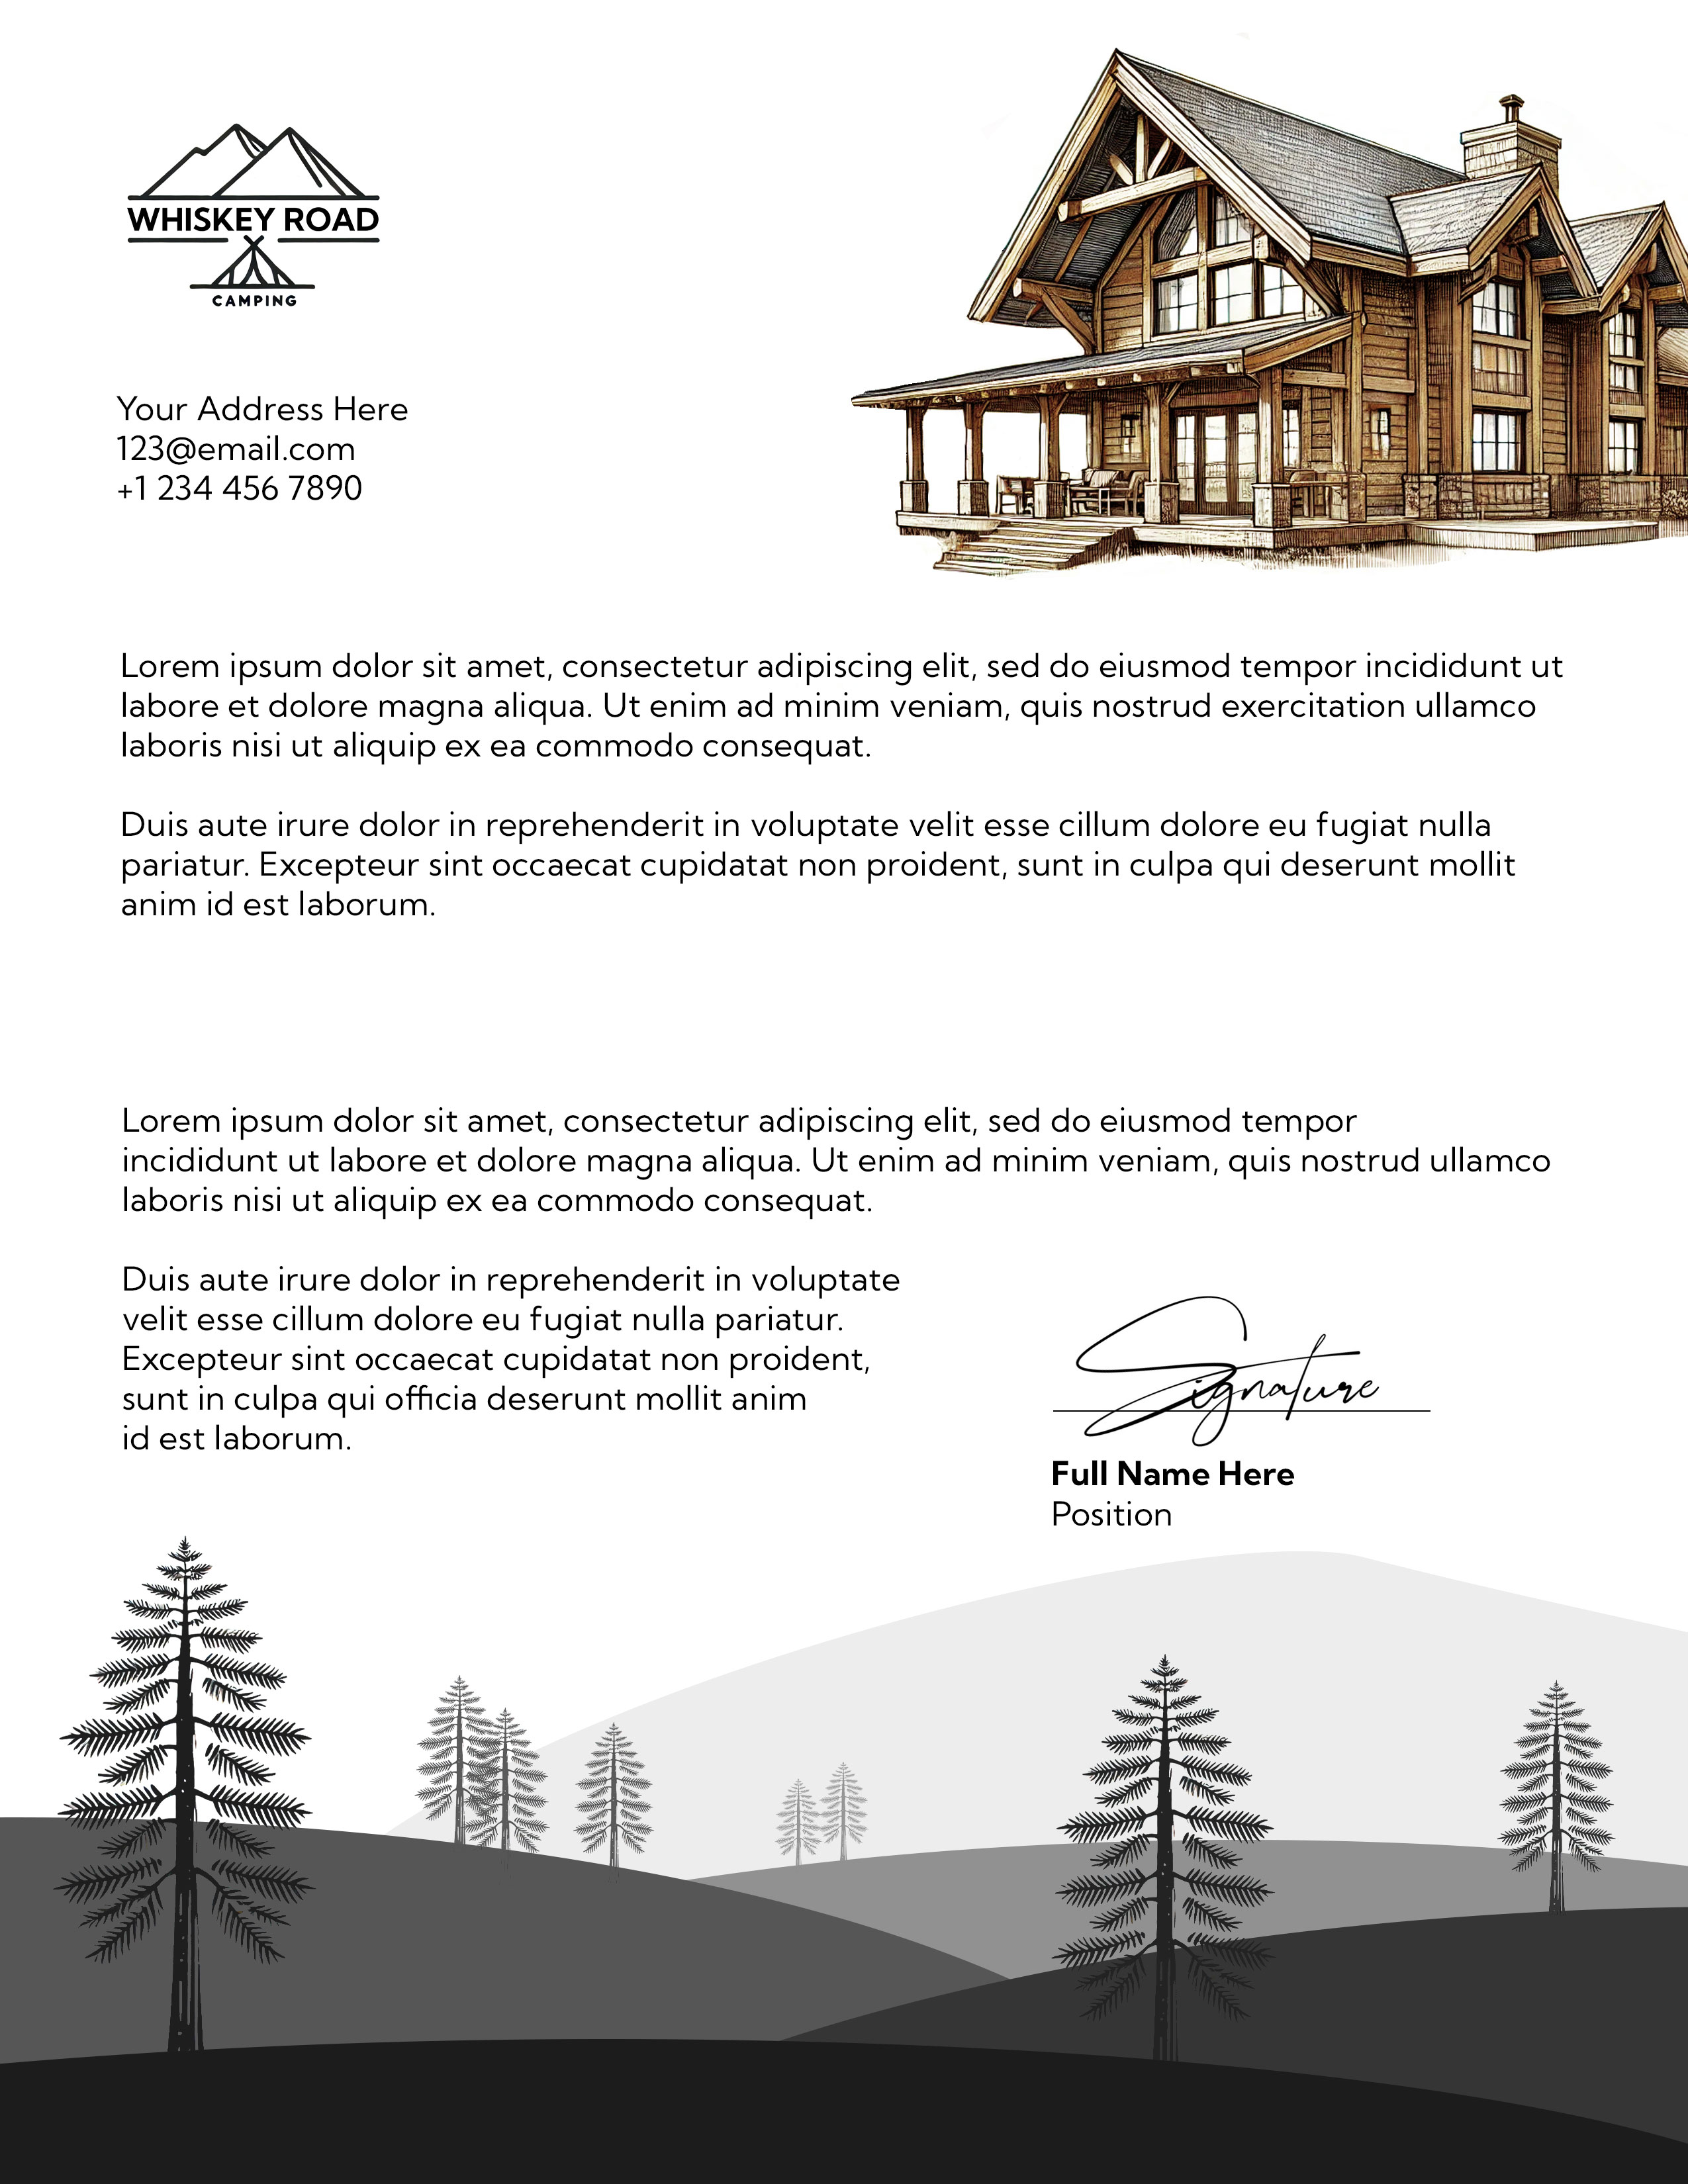 WHISKEY ROAD
CAMPING
Your Address Here
123@email.com
+1 234 456 7890
Lorem ipsum dolor sit amet, consectetur adipiscing elit, sed do eiusmod tempor incididunt ut
labore et dolore magna aliqua. Ut enim ad minim veniam, quis nostrud exercitation ullamco
laboris nisi ut aliquip ex ea commodo consequat.
Duis aute irure dolor in reprehenderit in voluptate velit esse cillum dolore eu fugiat nulla
pariatur. Excepteur sint occaecat cupidatat non proident, sunt in culpa qui deserunt mollit
anim id est laborum.
Lorem ipsum dolor sit amet, consectetur adipiscing elit, sed do eiusmod tempor
incididunt ut labore et dolore magna aliqua. Ut enim ad minim veniam, quis nostrud ullamco
laboris nisi ut aliquip ex ea commodo consequat.
Duis aute irure dolor in reprehenderit in voluptate
velit esse cillum dolore eu fugiat nulla pariatur.
Excepteur sint occaecat cupidatat non proident,
sunt in culpa qui officia deserunt mollit anim
id est laborum.
Signature
Full Name Here
Position